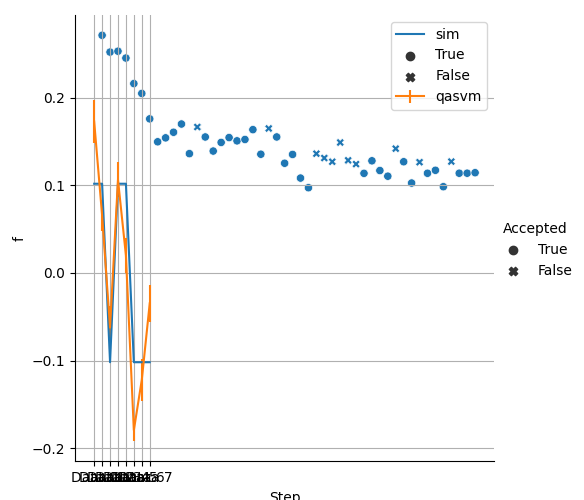 sim
True
False
qasvm
0.2
0.1
0.0
−0.1
−0.2
f
Accepted
True
False
Step